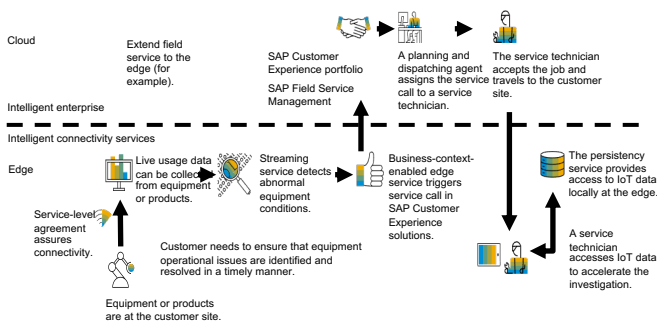 Cloud
Extend field
service to the
edge (for
example).
SAP Customer
Experience portfolio
SAP Field Service
Management
A planning and
dispatching agent
assigns the service
call to a service
technician.
The service technician
accepts the job and
travels to the customer
site.
Intelligent enterprise
Intelligent connectivity services
Edge
Live usage data
can be collec
from equipment
or products.
Streaming
service detects
abnormal
equipment
conditions.
Business-context-
enabled edge
service triggers
service call in
SAP Customer
Experience
solutions.
The persistency
service provides
access to IoT data
locally at the edge.
Service-level
agreement
assures
connectivity.
Customer needs to ensure that equipment
operational issues are identified and
resolved in a timely manner.
A service
technician
accesses IoT data
to accelerate the
investigation.
Equipment or products
are at the customer site.